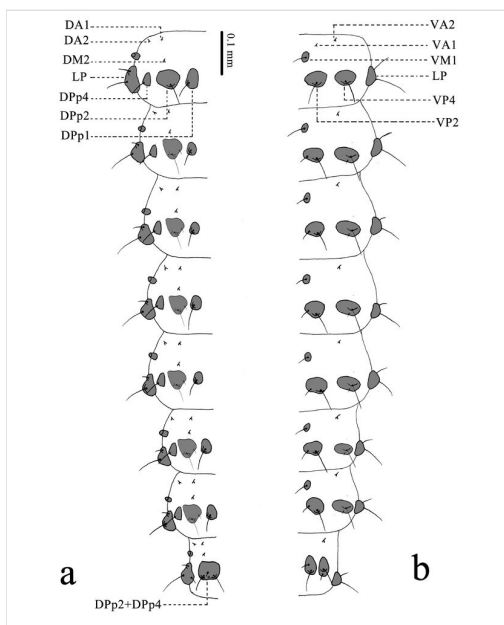 DA1
DA2
DM2
LP
DPp4
DPp2
DPp1
0.1 mm
VA2
VA1
VM1
LP
VP4
VP2
a
b
DPp2+DPp4